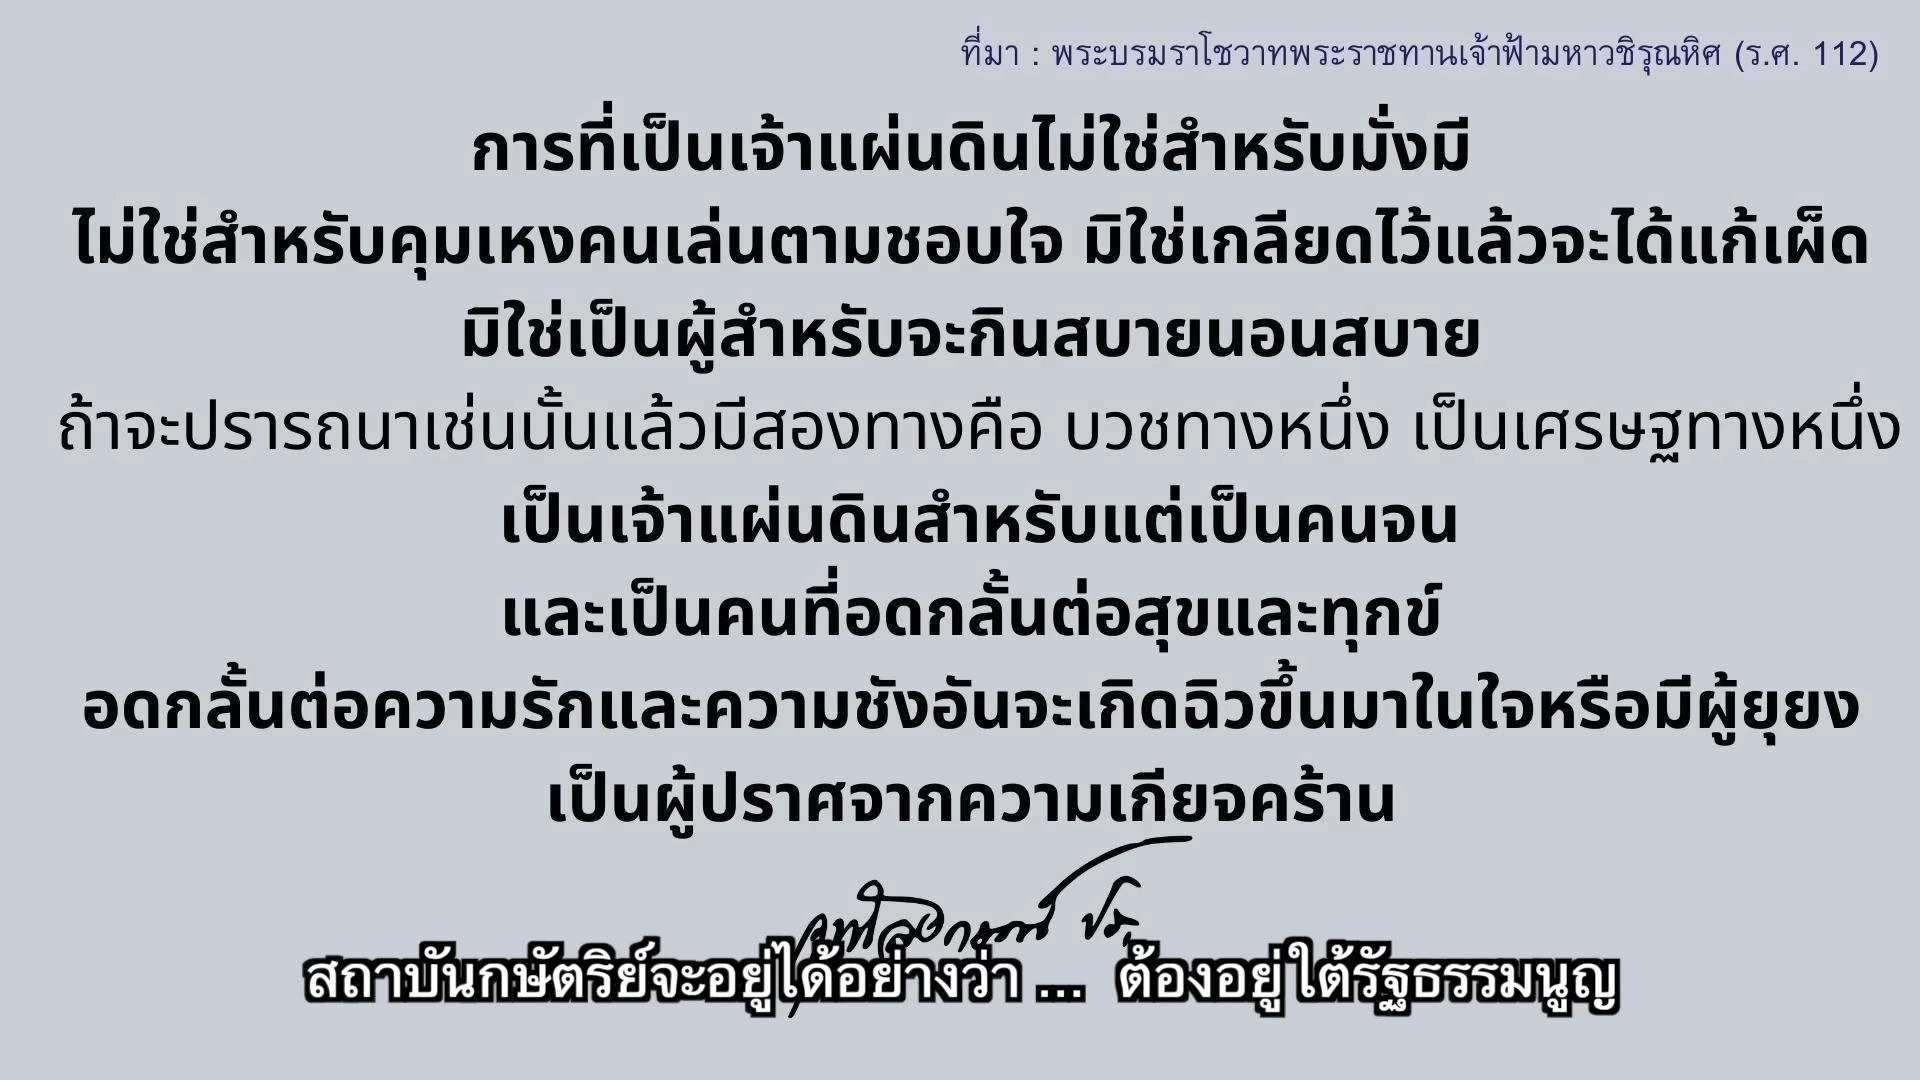 ที่มา : พระบรมราโชวาทพระราชทานเจ้าฟ้ามหาวชิรุณหิศ (ร.ศ. 112)
การที่เป็นเจ้าแผ่นดินไม่ใช่สำหรับมั่งมี
ไม่ใช่สำหรับคุมเหงคนเล่นตามชอบใจ มิใช่เกลียดไว้แล้วจะได้แก้เผ็ด
มิใช่เป็นผู้สำหรับจะกินสบายนอนสบาย
ถ้าจะปรารถนาเช่นนั้นแล้วมีสองทางคือ บวชทางหนึ่ง เป็นเศรษฐทางหนึ่ง
เป็นเจ้าแผ่นดินสำหรับแต่เป็นคนจน
และเป็นคนที่อดกลั้นต่อสุขและทุกข์
อดกลั้นต่อความรักและความชังอันจะเกิดฉิวขึ้นมาในใจหรือมีผู้ยุยง
เป็นผู้ปราศจากความเกียจคร้าน
สถาบันกษัตริย์จะอยู่ได้อย่างว่า ... ต้องอยู่ใต้รัฐธรรมนูญ